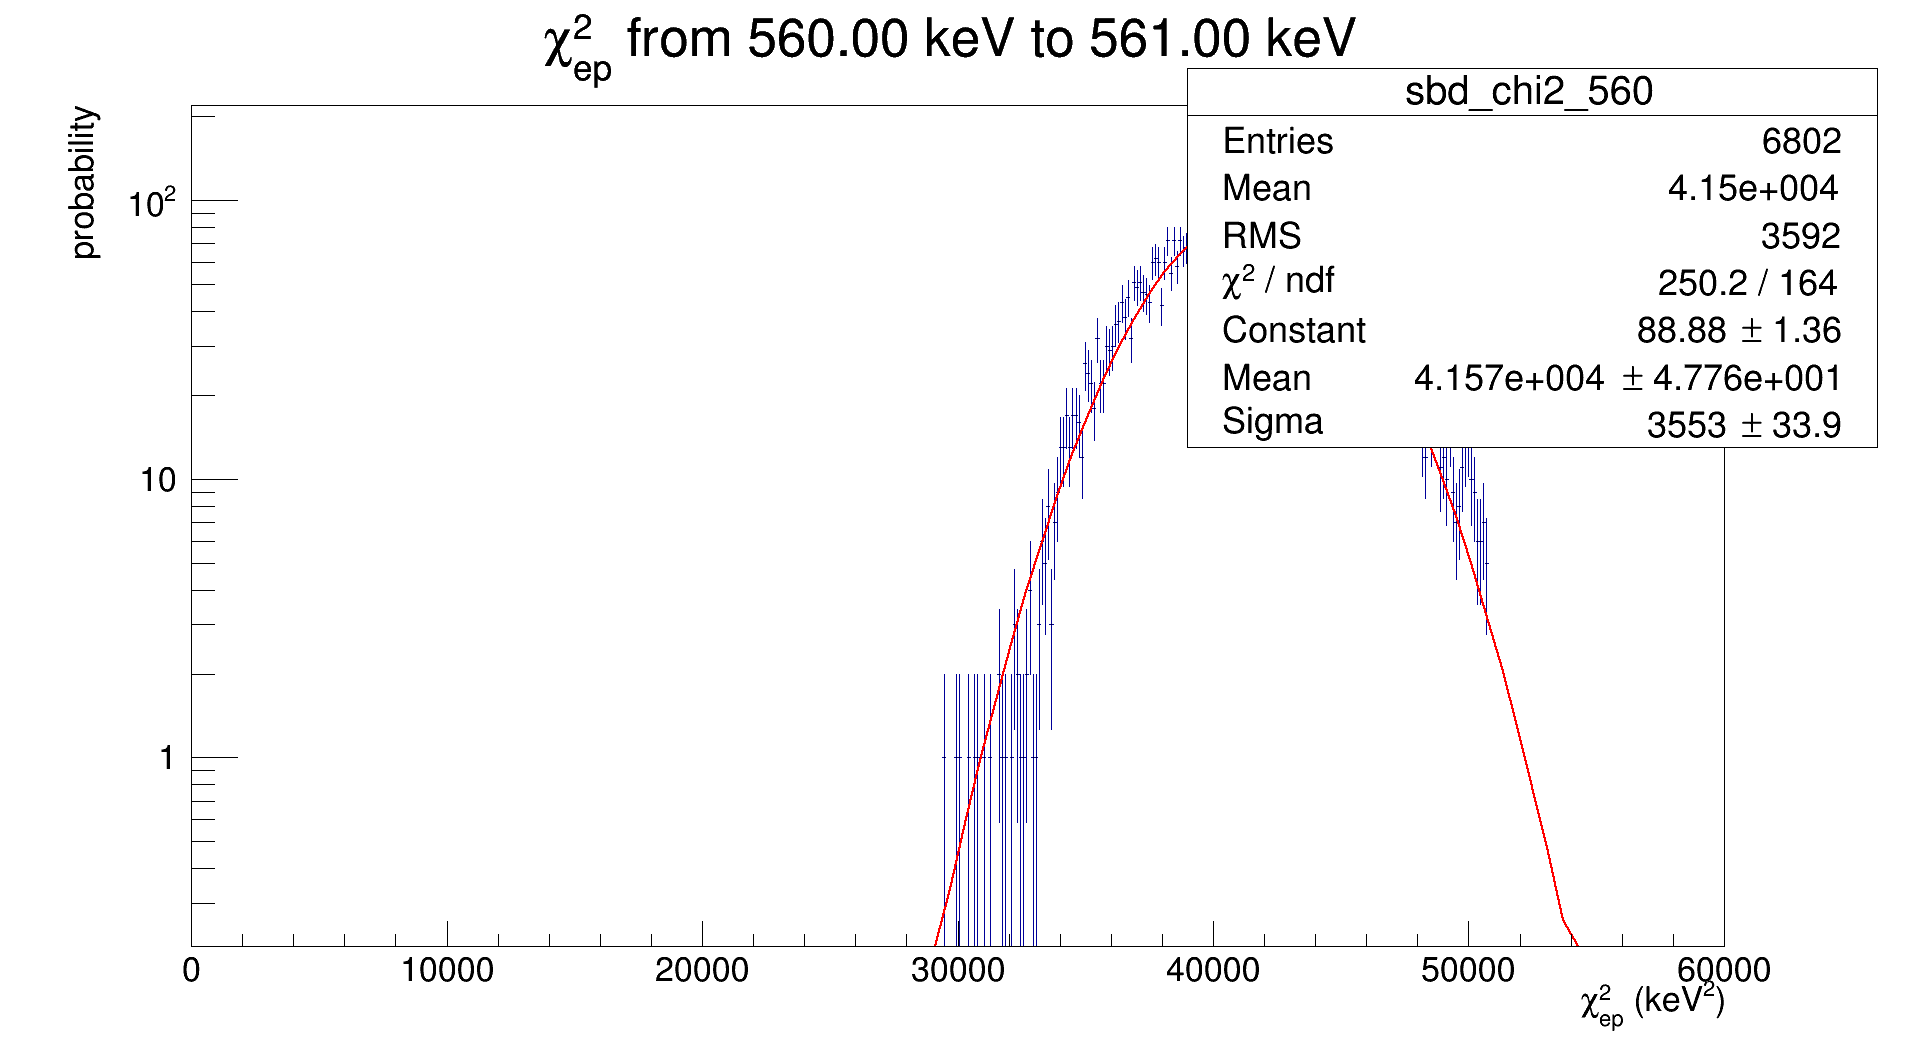 χ²ep from 560.00 keV to 561.00 keV
probability
sbd_chi2_560
Entries 6802
Mean 4.15e+004
RMS 3592
χ² / ndf 250.2 / 164
Constant 88.88 ± 1.36
Mean 4.157e+004 ± 4.776e+001
Sigma 3553 ± 33.9
10²
10
1
0 10000 20000 30000 40000 50000 60000
χ²ep (keV²)